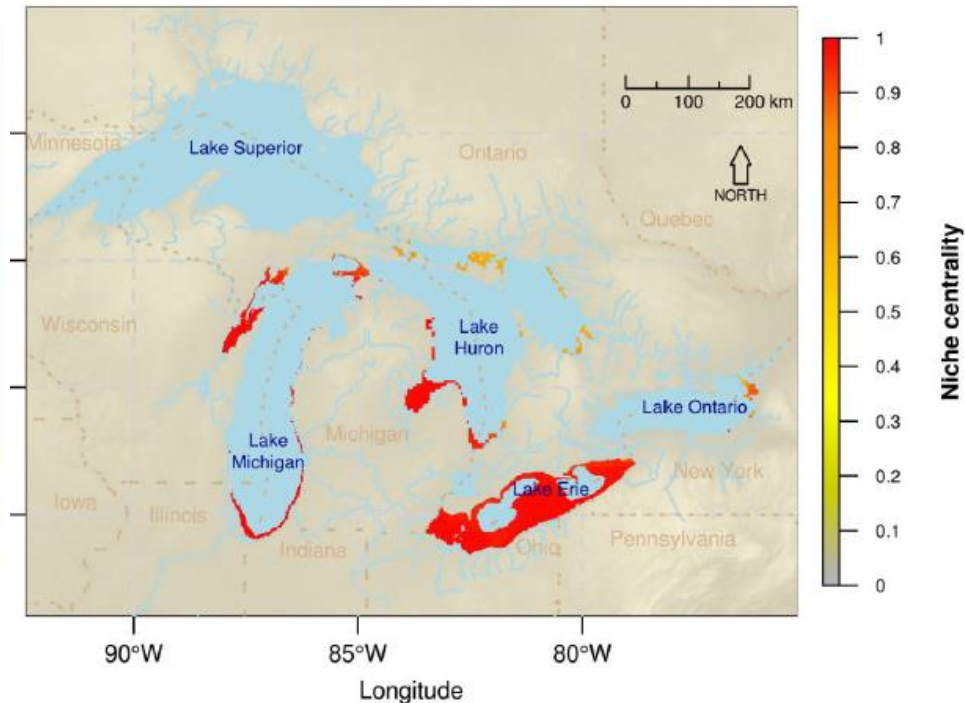 Minnesota
Lake Superior
Ontario
0 100 200 km
NORTH
Quebec
Wisconsin
Lake
Huron
Lake Ontario
Michigan
Lake
Michigan
New York
Iowa
Illinois
Lake Erie
Indiana
Ohio
Pennsylvania
90°W
85°W
80°W
Longitude
1
0.9
0.8
0.7
0.6
0.5
0.4
0.3
0.2
0.1
0
Niche centrality